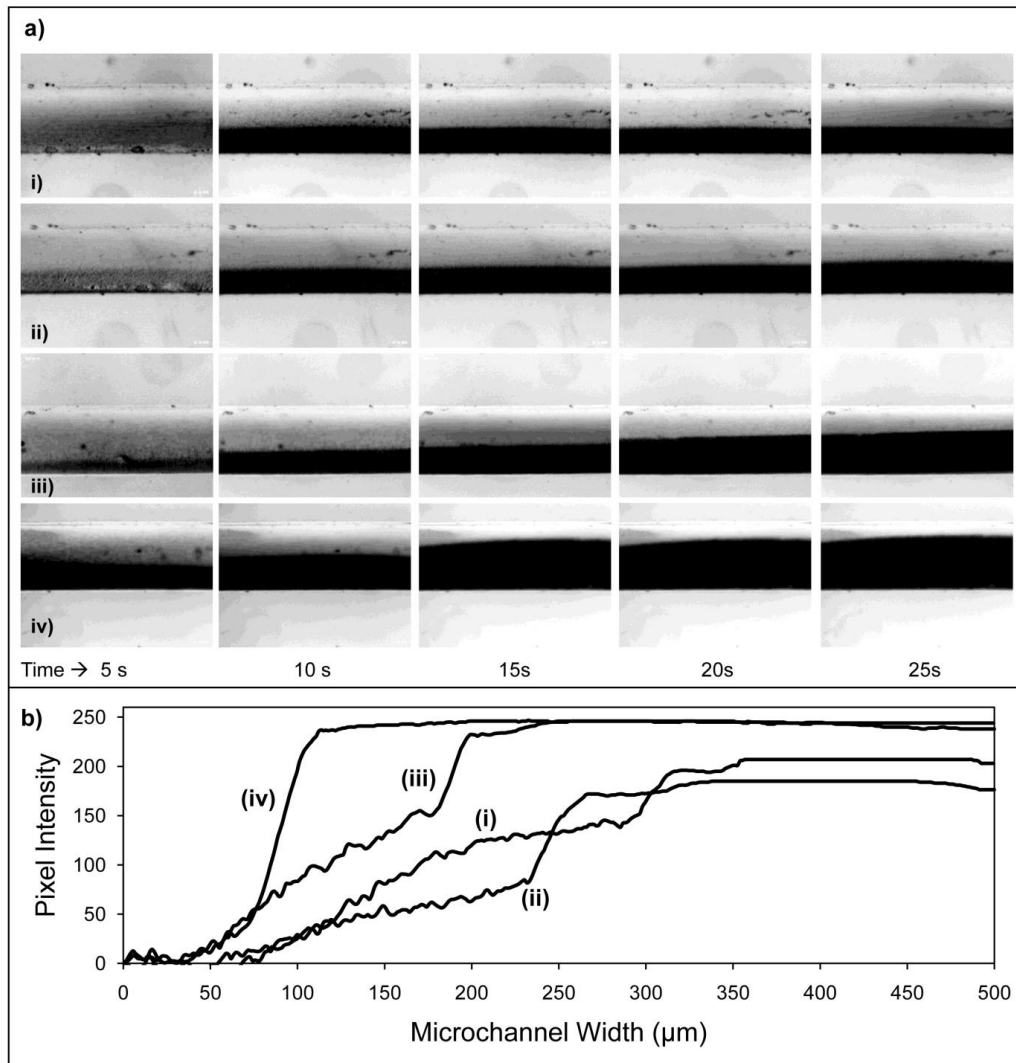 a)
i)
ii)
iii)
iv)
Time → 5 s 10 s 15s 20s 25s
b)
250
200
150
100
50
0
(iv)
(iii)
(i)
(ii)
Pixel Intensity
0 50 100 150 200 250 300 350 400 450 500
Microchannel Width (µm)